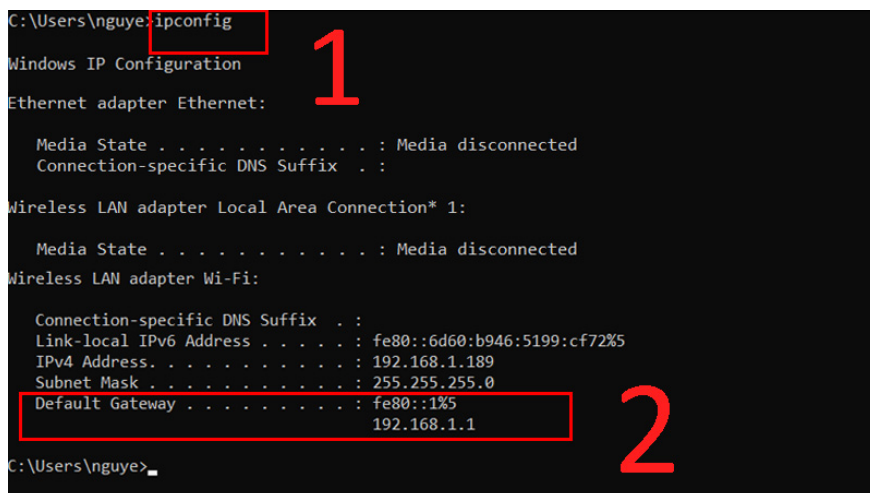 C:\Users\nguye>ipconfig
1
Windows IP Configuration
Ethernet adapter Ethernet:
Media State . . . . . . . . . . . : Media disconnected
Connection-specific DNS Suffix  . :
Wireless LAN adapter Local Area Connection* 1:
Media State . . . . . . . . . . . : Media disconnected
Wireless LAN adapter Wi-Fi:
Connection-specific DNS Suffix  . :
Link-local IPv6 Address . . . . . : fe80::6d60:b946:5199:cf72%5
IPv4 Address. . . . . . . . . . . : 192.168.1.189
Subnet Mask . . . . . . . . . . . : 255.255.255.0
Default Gateway . . . . . . . . . : fe80::1%5
192.168.1.1
2
C:\Users\nguye>